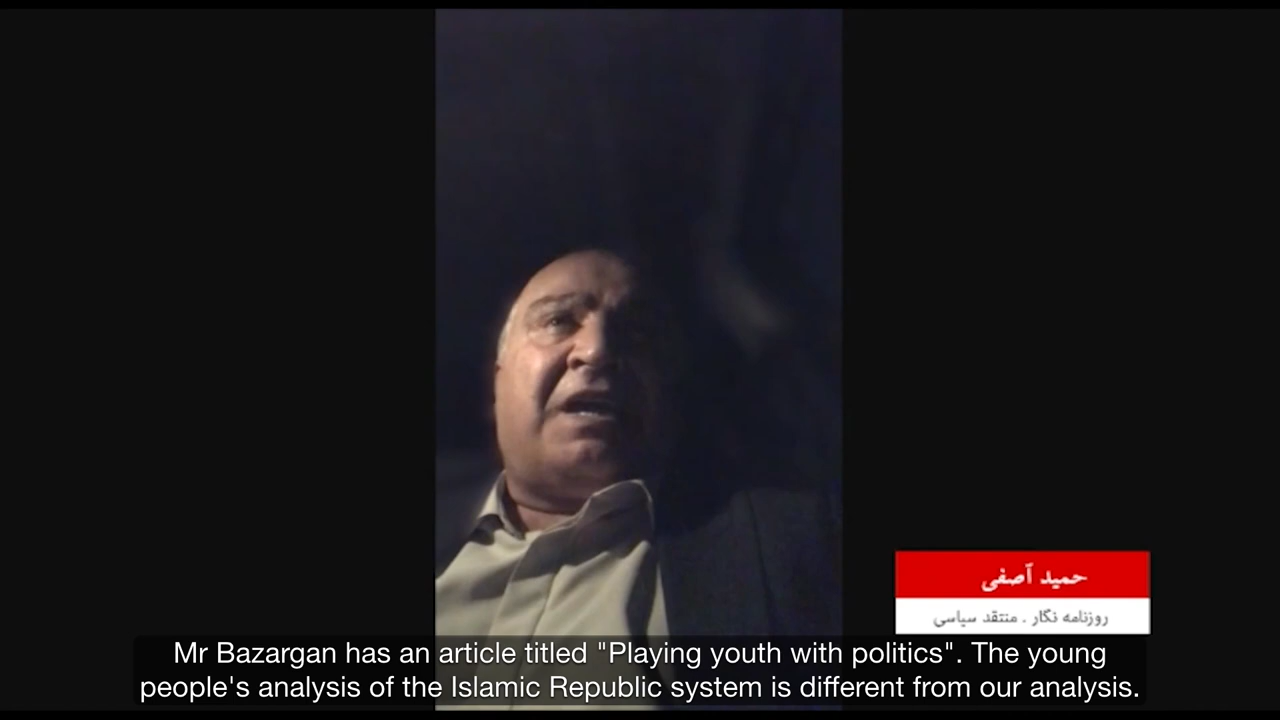 حمید آصفی
روزنامه نگار . منتقد سیاسی
Mr Bazargan has an article titled "Playing youth with politics". The young
people's analysis of the Islamic Republic system is different from our analysis.